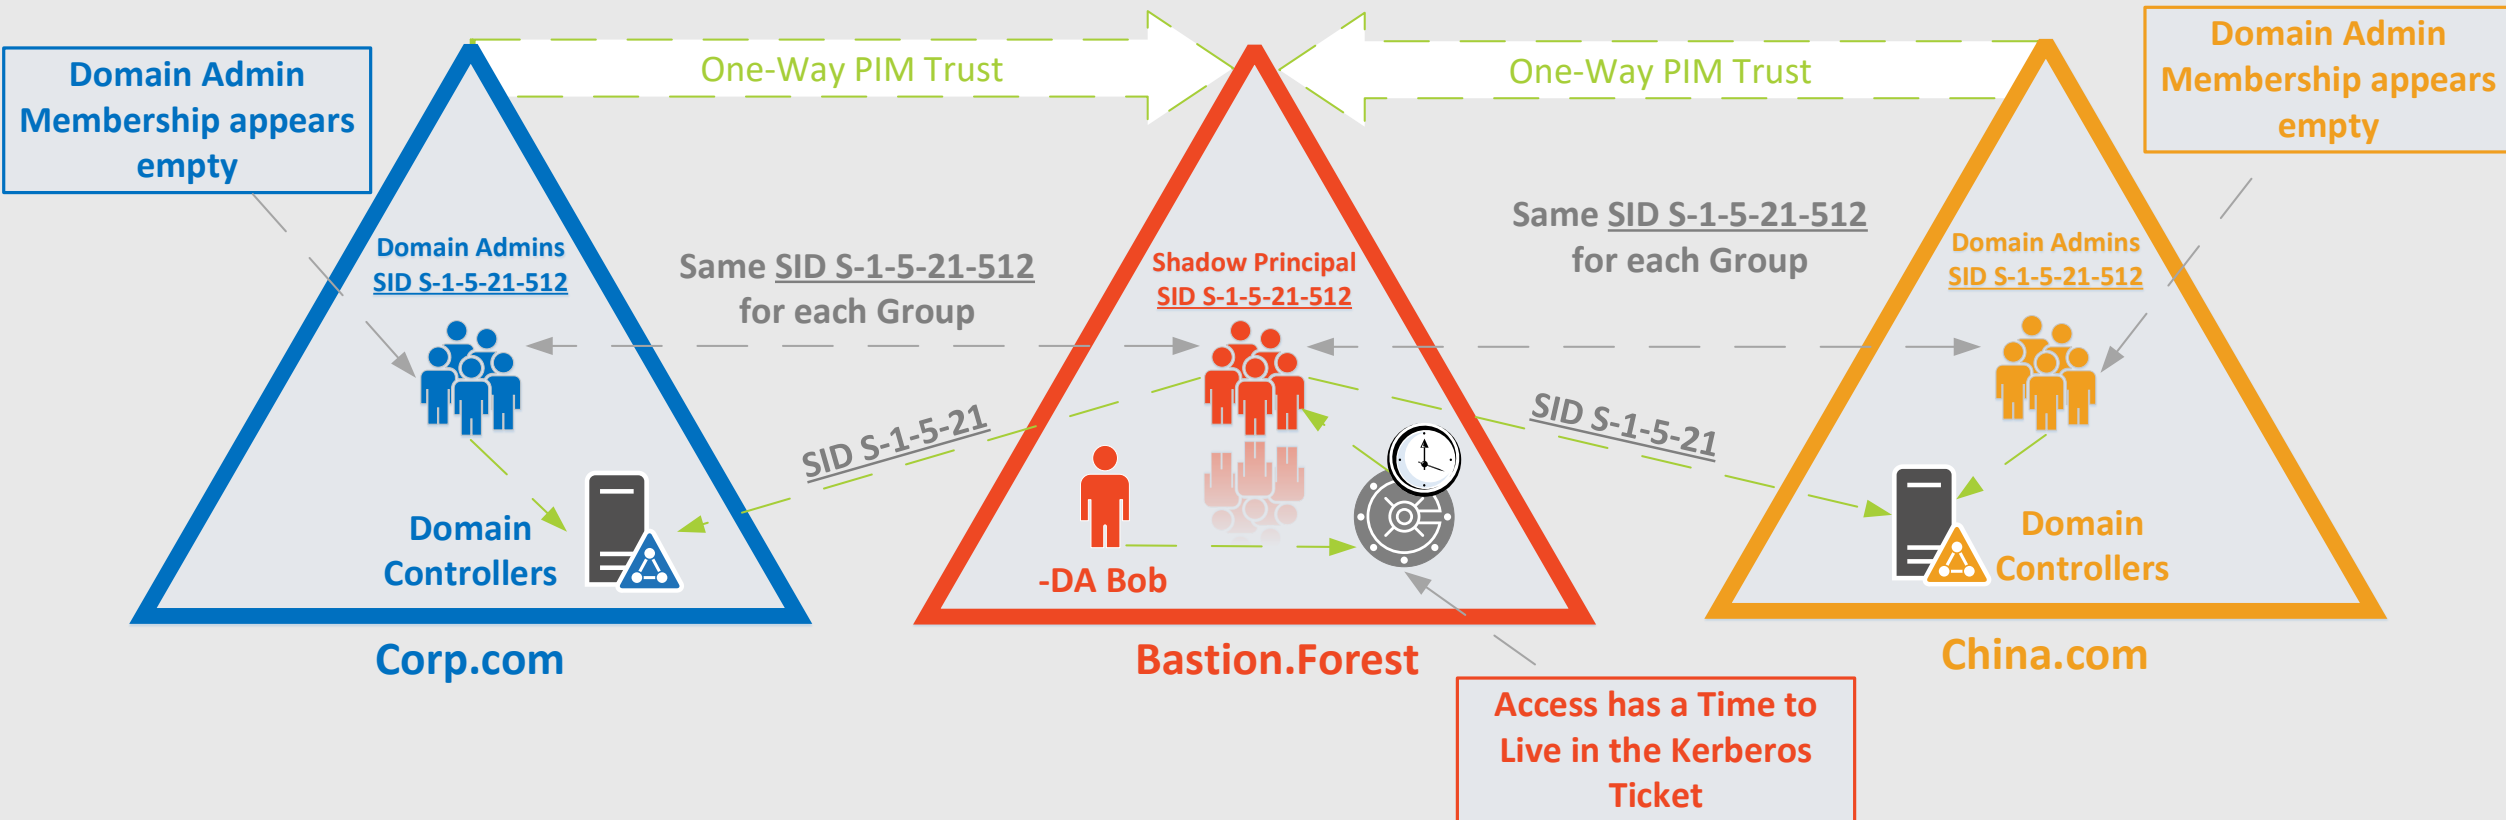 Domain Admin
Membership appears
empty
One-Way PIM Trust
One-Way PIM Trust
Domain Admin
Membership appears
empty
Domain Admins
SID S-1-5-21-512
Same SID S-1-5-21-512
for each Group
Shadow Principal
SID S-1-5-21-512
Same SID S-1-5-21-512
for each Group
Domain Admins
SID S-1-5-21-512
SID S-1-5-21
SID S-1-5-21
Domain
Controllers
-DA Bob
Domain
Controllers
Corp.com
Bastion.Forest
China.com
Access has a Time to
Live in the Kerberos
Ticket